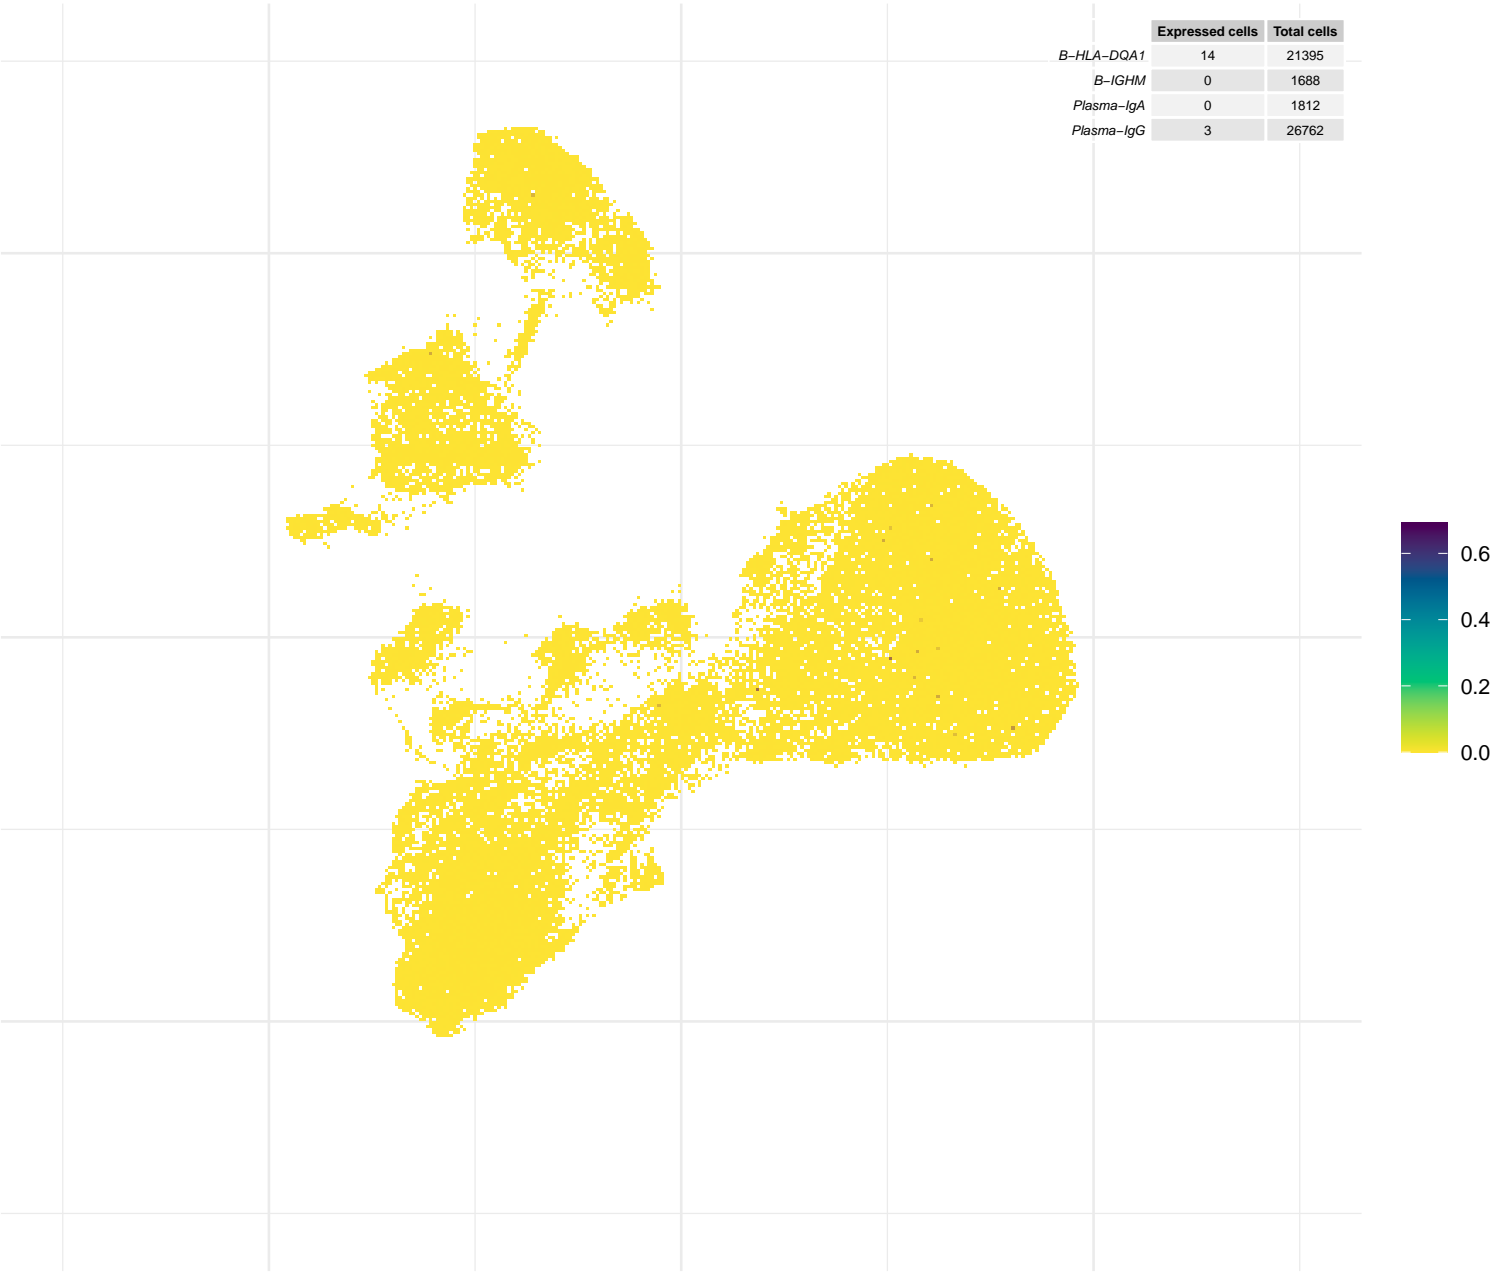 Expressed cells Total cells
B−HLA−DQA1 14 21395
B−IGHM 0 1688
Plasma−IgA 0 1812
Plasma−IgG 3 26762
0.6
0.4
0.2
0.0